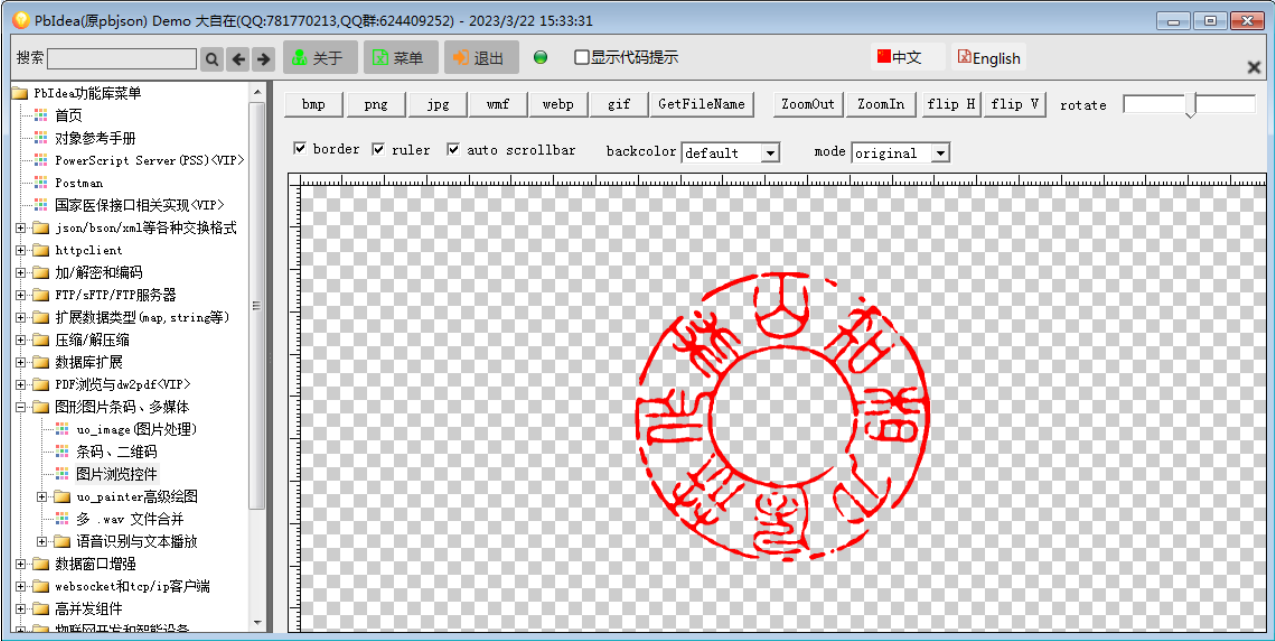 PbIdea(原pbjson) Demo 大自在(QQ:781770213,QQ群:624409252) - 2023/3/22 15:33:31
搜索 关于 菜单 退出 显示代码提示 中文 English
PbIdea功能库菜单
首页
对象参考手册
PowerScript Server(PSS)<VIP>
Postman
国家医保接口相关实现<VIP>
json/bson/xml等各种交换格式
httpclient
加/解密和编码
FTP/sFTP/FTP服务器
扩展数据类型(map,string等)
压缩/解压缩
数据库扩展
PDF浏览与dw2pdf<VIP>
图形图片条码、多媒体
uo_image(图片处理)
条码、二维码
图片浏览控件
uo_painter高级绘图
多 .wav 文件合并
语音识别与文本播放
数据窗口增强
websocket和tcp/ip客户端
高并发组件
物联网开发和智能设备
bmp png jpg wmf webp gif GetFileName ZoomOut ZoomIn flip H flip V rotate
border ruler auto scrollbar backcolor default mode original